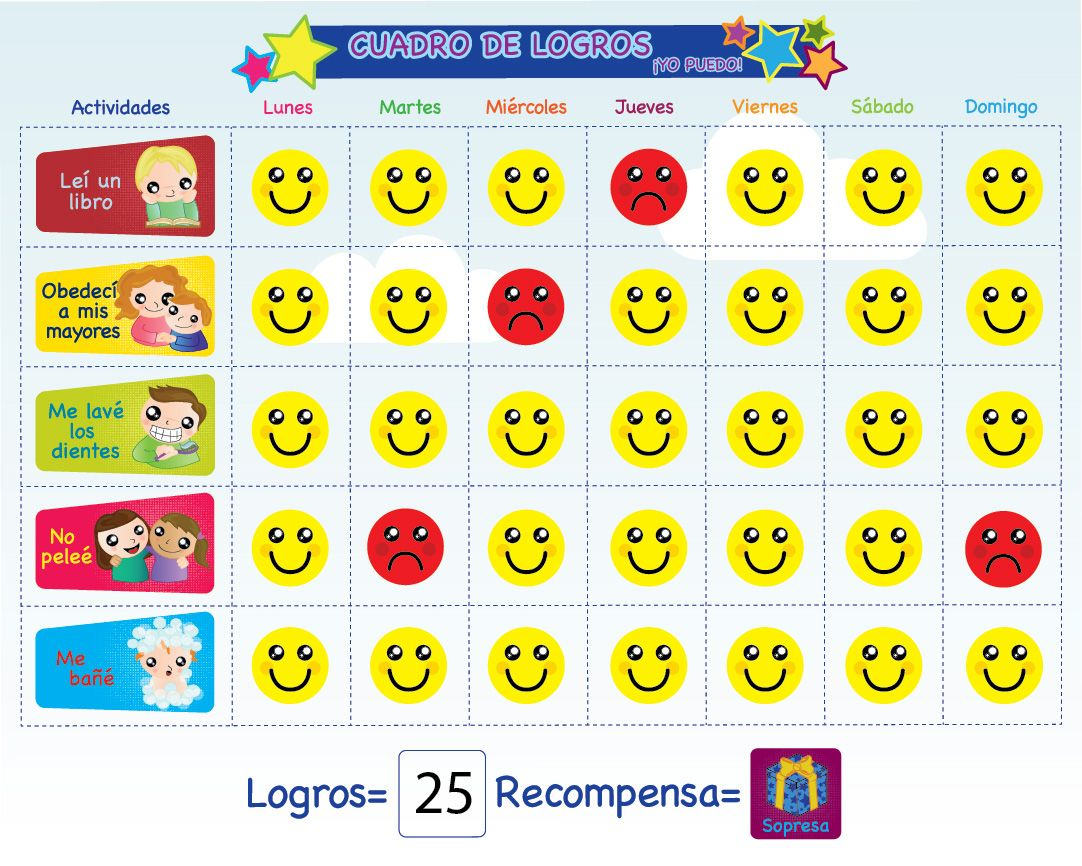 CUADRO DE LOGROS
¡YO PUEDO!
Actividades Lunes Martes Miércoles Jueves Viernes Sábado Domingo
Leí un
libro
Obedecí
a mis
mayores
Me lavé
los
dientes
No
peleé
Me
bañé
Logros= 25 Recompensa=
Sopresa